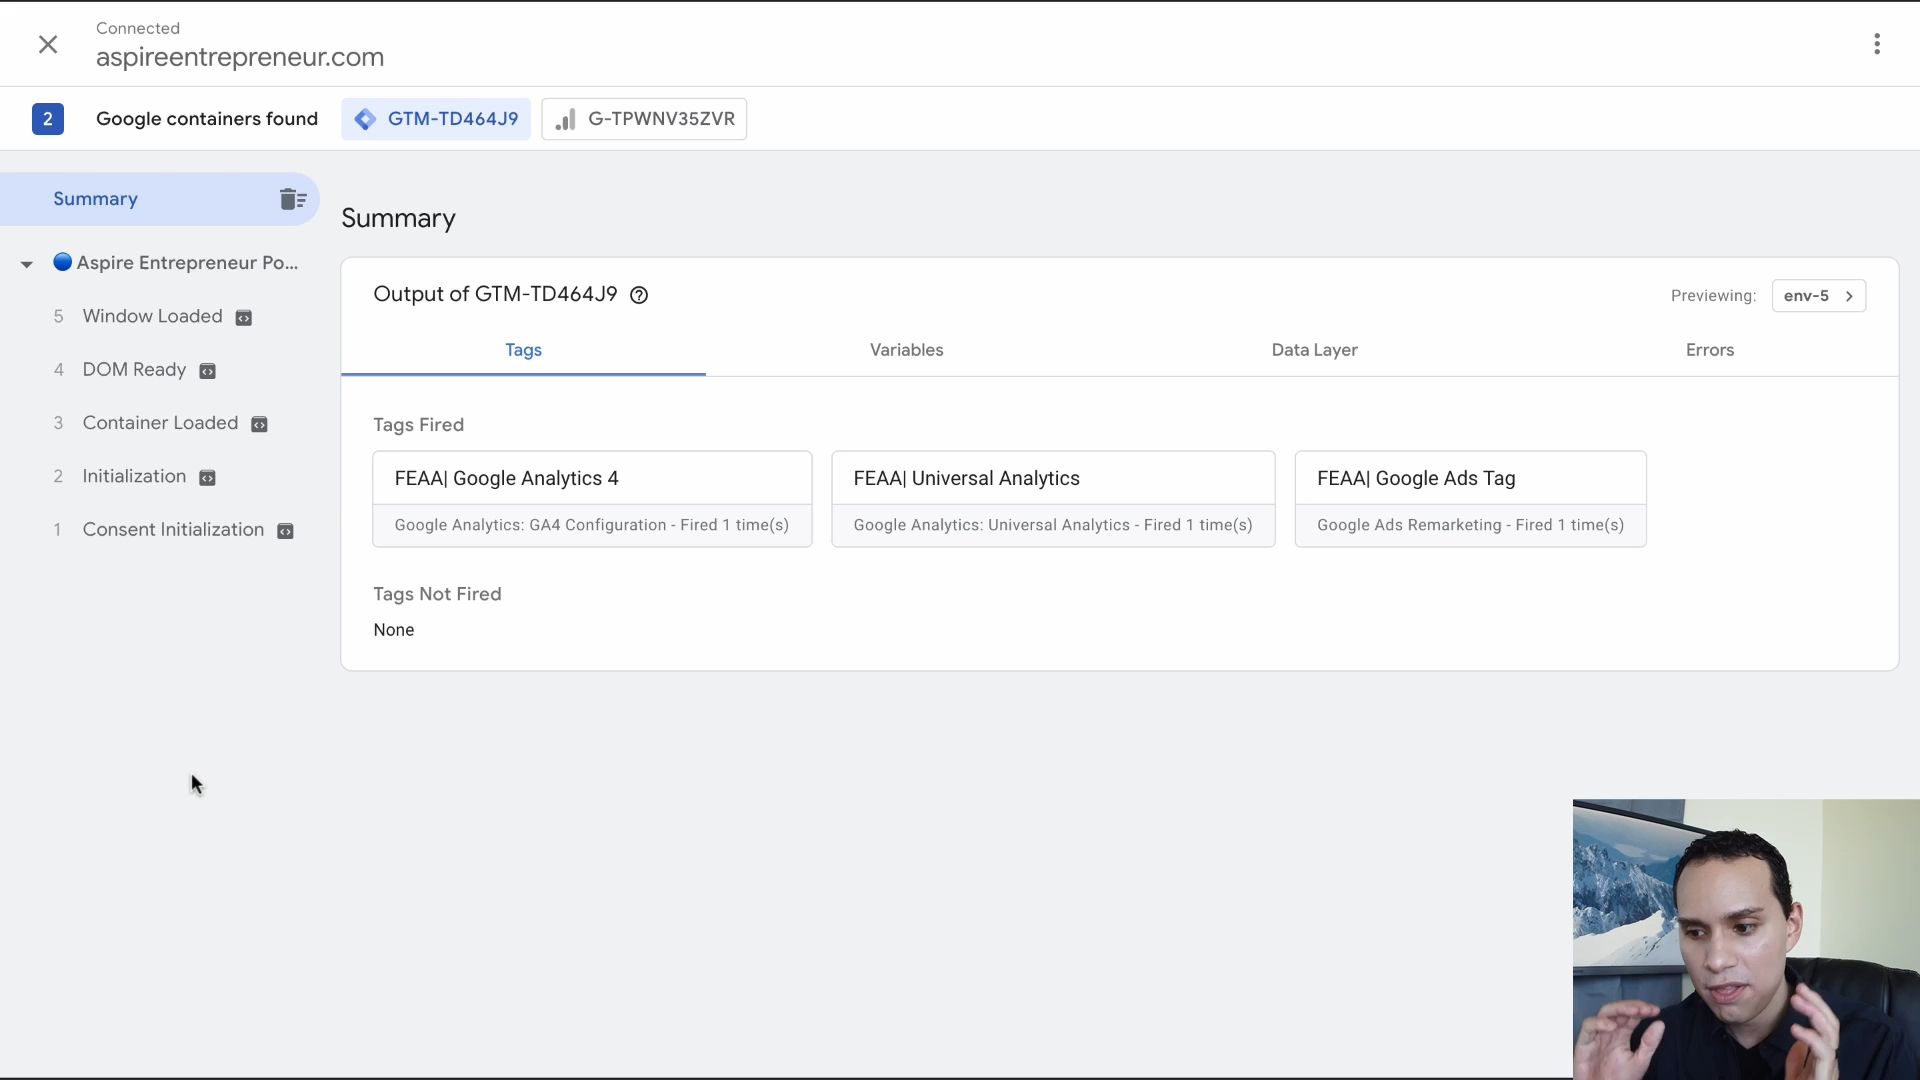 Connected
aspireentrepreneur.com
2 Google containers found GTM-TD464J9 G-TPWNV35ZVR
Summary
Aspire Entrepreneur Po...
5 Window Loaded
4 DOM Ready
3 Container Loaded
2 Initialization
1 Consent Initialization
Summary
Output of GTM-TD464J9
Previewing: env-5
Tags Variables Data Layer Errors
Tags Fired
FEAA| Google Analytics 4
Google Analytics: GA4 Configuration - Fired 1 time(s)
FEAA| Universal Analytics
Google Analytics: Universal Analytics - Fired 1 time(s)
FEAA| Google Ads Tag
Google Ads Remarketing - Fired 1 time(s)
Tags Not Fired
None